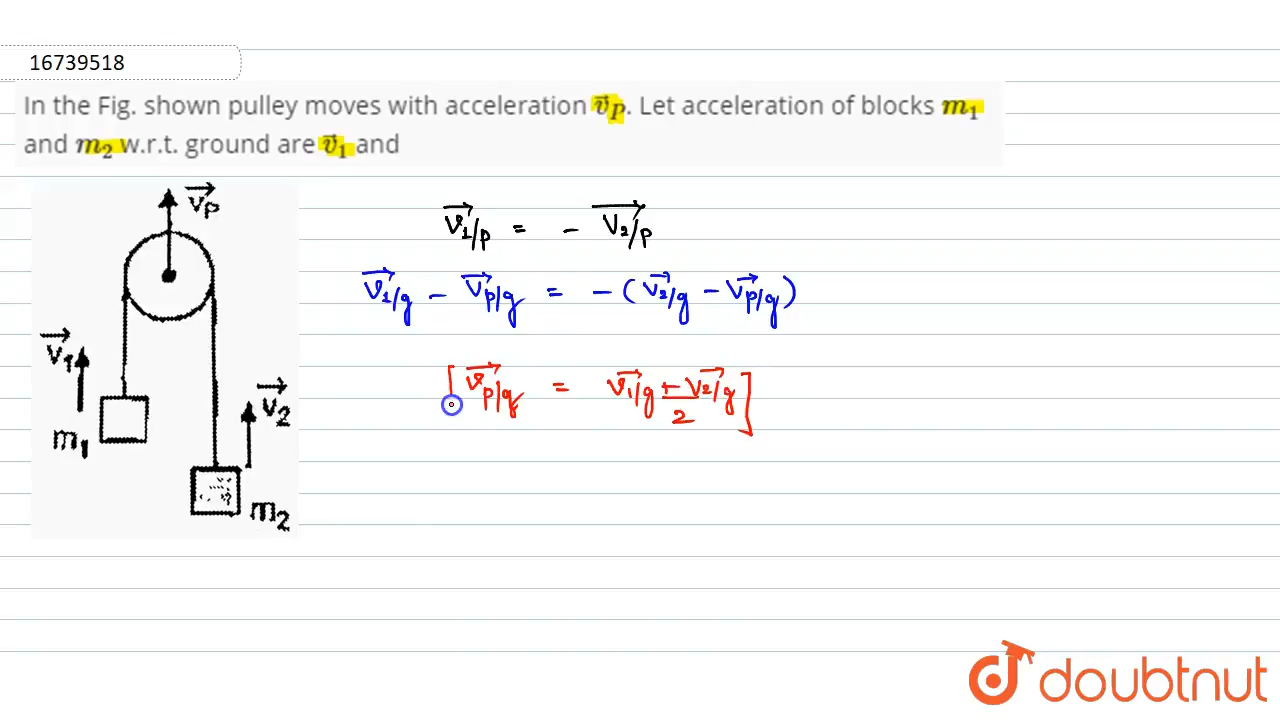 16739518
In the Fig. shown pulley moves with acceleration v⃗P. Let acceleration of blocks m1
and m2 w.r.t. ground are v⃗1 and
v⃗P
v⃗1
m1
v⃗2
m2
v⃗1/p = - v⃗2/p
v⃗1/g - v⃗p/g = - ( v⃗2/g - v⃗p/g )
[ v⃗p/g = v⃗1/g + v⃗2/g ]
2
doubtnut